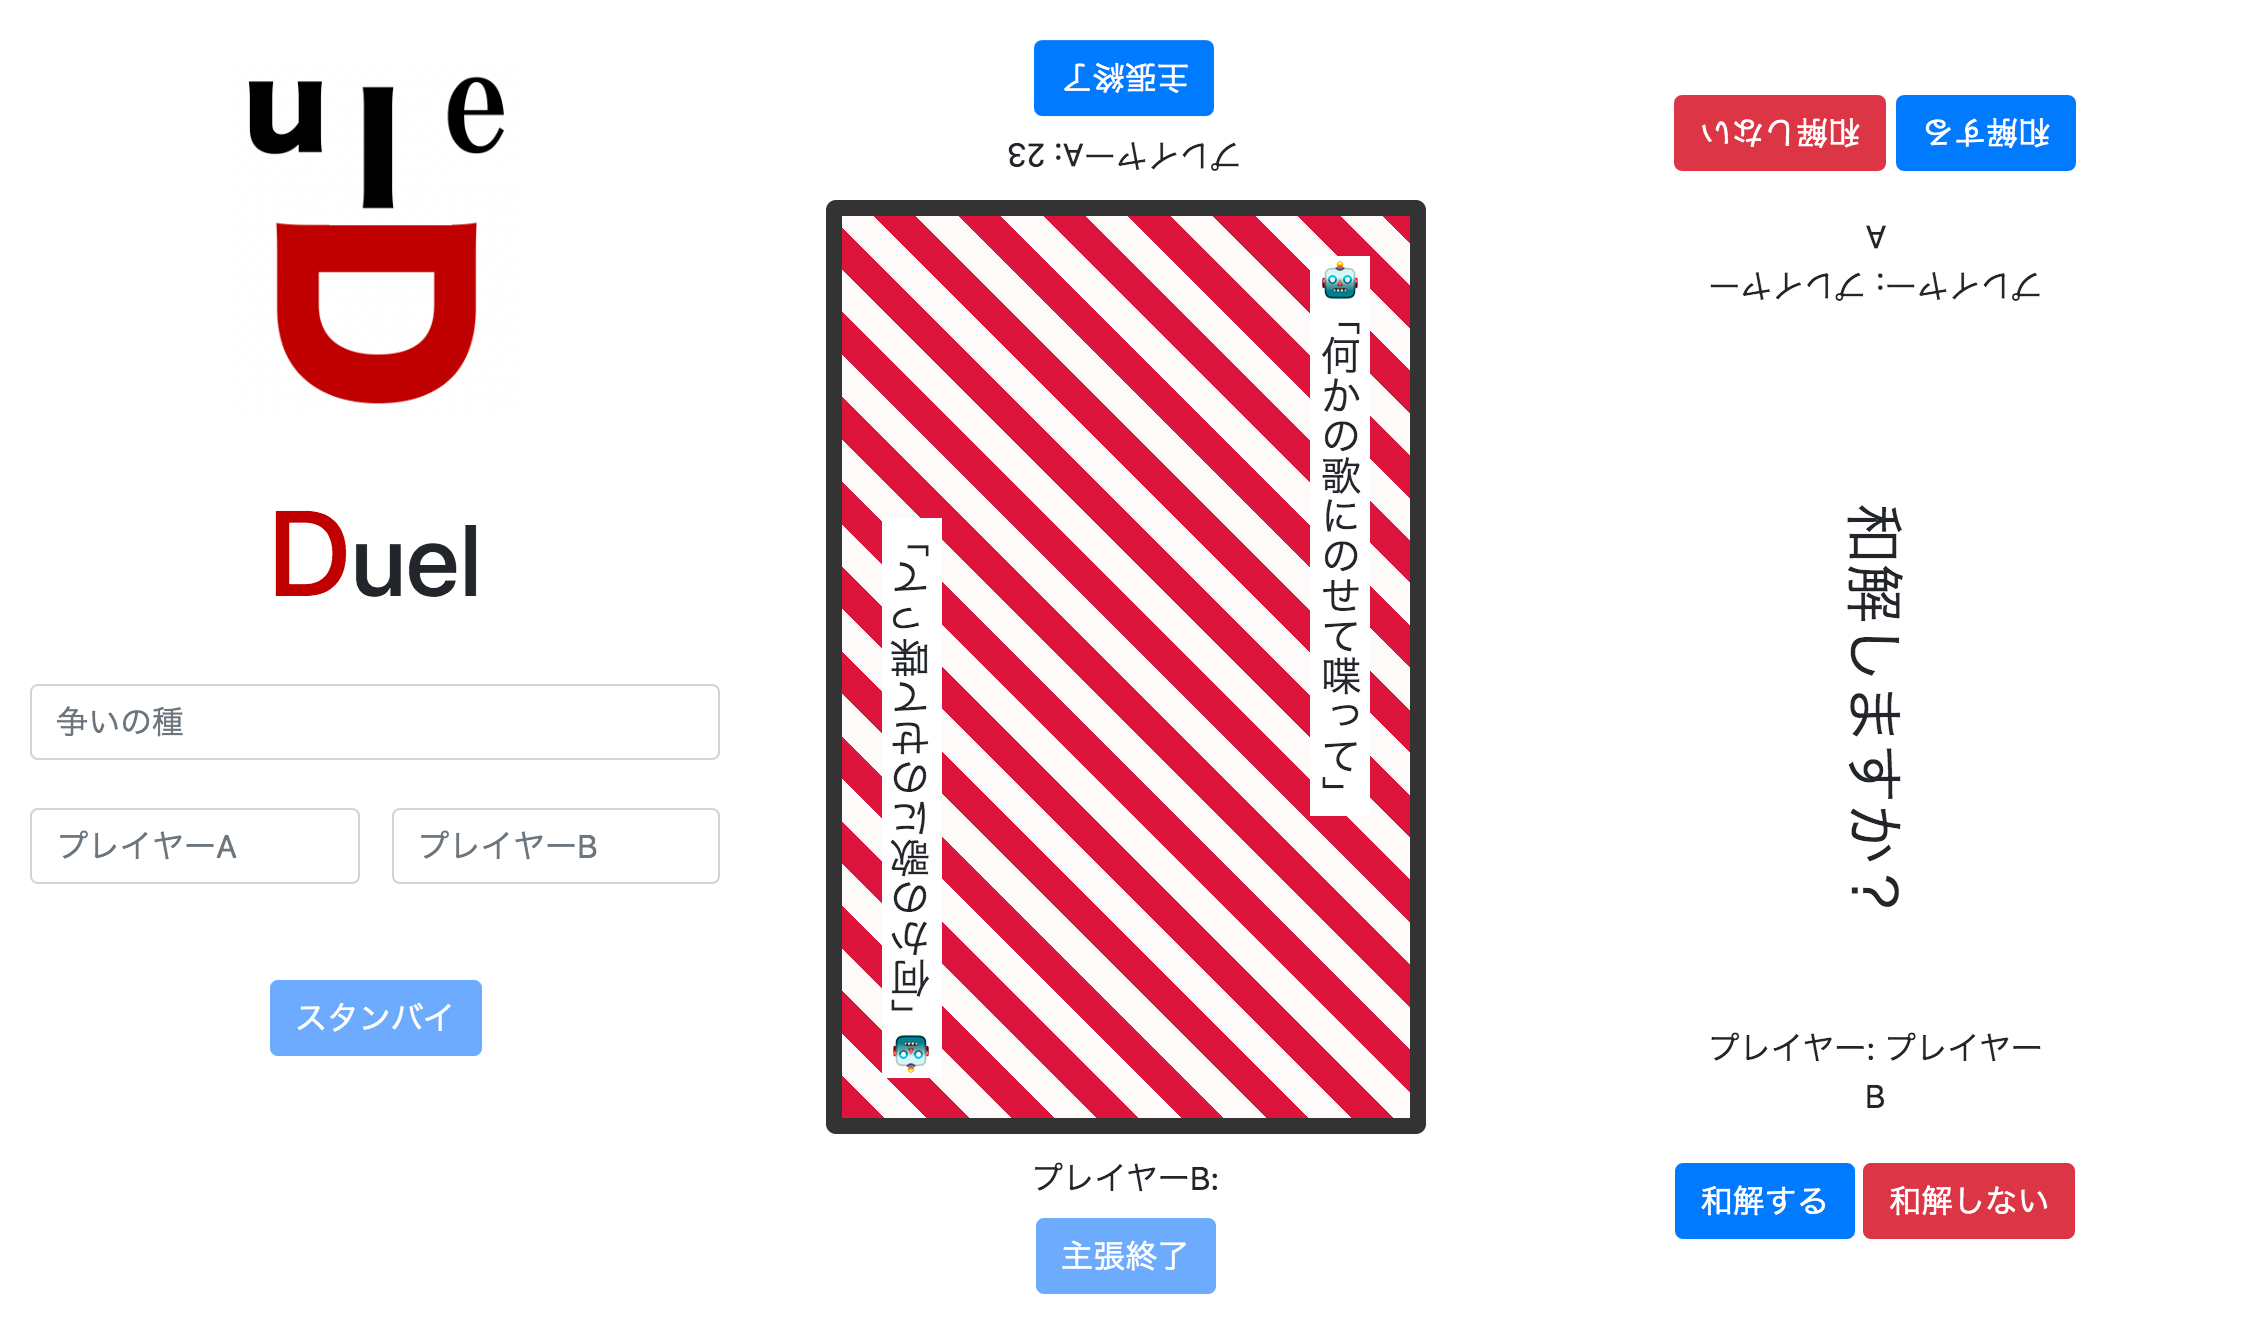 u l e
D
Duel
争いの種
プレイヤーA
プレイヤーB
スタンバイ
主張終了
プレイヤーA: 23
🤖「何かの歌にのせて喋って」
🤖「何かの歌にのせて喋って」
プレイヤーB:
主張終了
和解する
和解しない
プレイヤー: プレイヤー
A
和解しますか？
プレイヤー: プレイヤー
B
和解する
和解しない